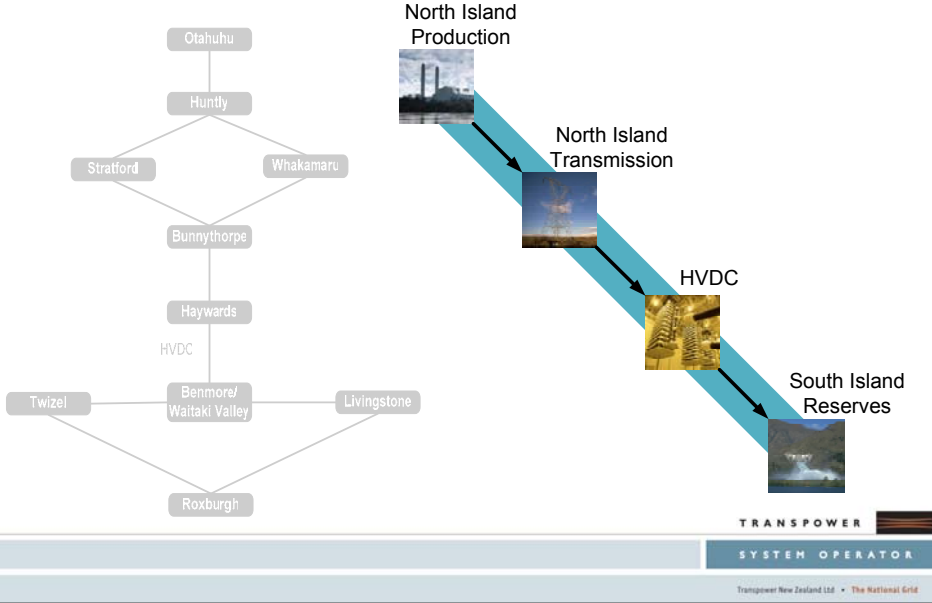 Otahuhu
Huntly
Stratford
Whakamaru
Bunnythorpe
Haywards
HVDC
Twizel
Benmore/
Waitaki Valley
Livingstone
Roxburgh
North Island
Production
North Island
Transmission
HVDC
South Island
Reserves
TRANSPOWER
SYSTEM OPERATOR
Transpower New Zealand Ltd • The National Grid